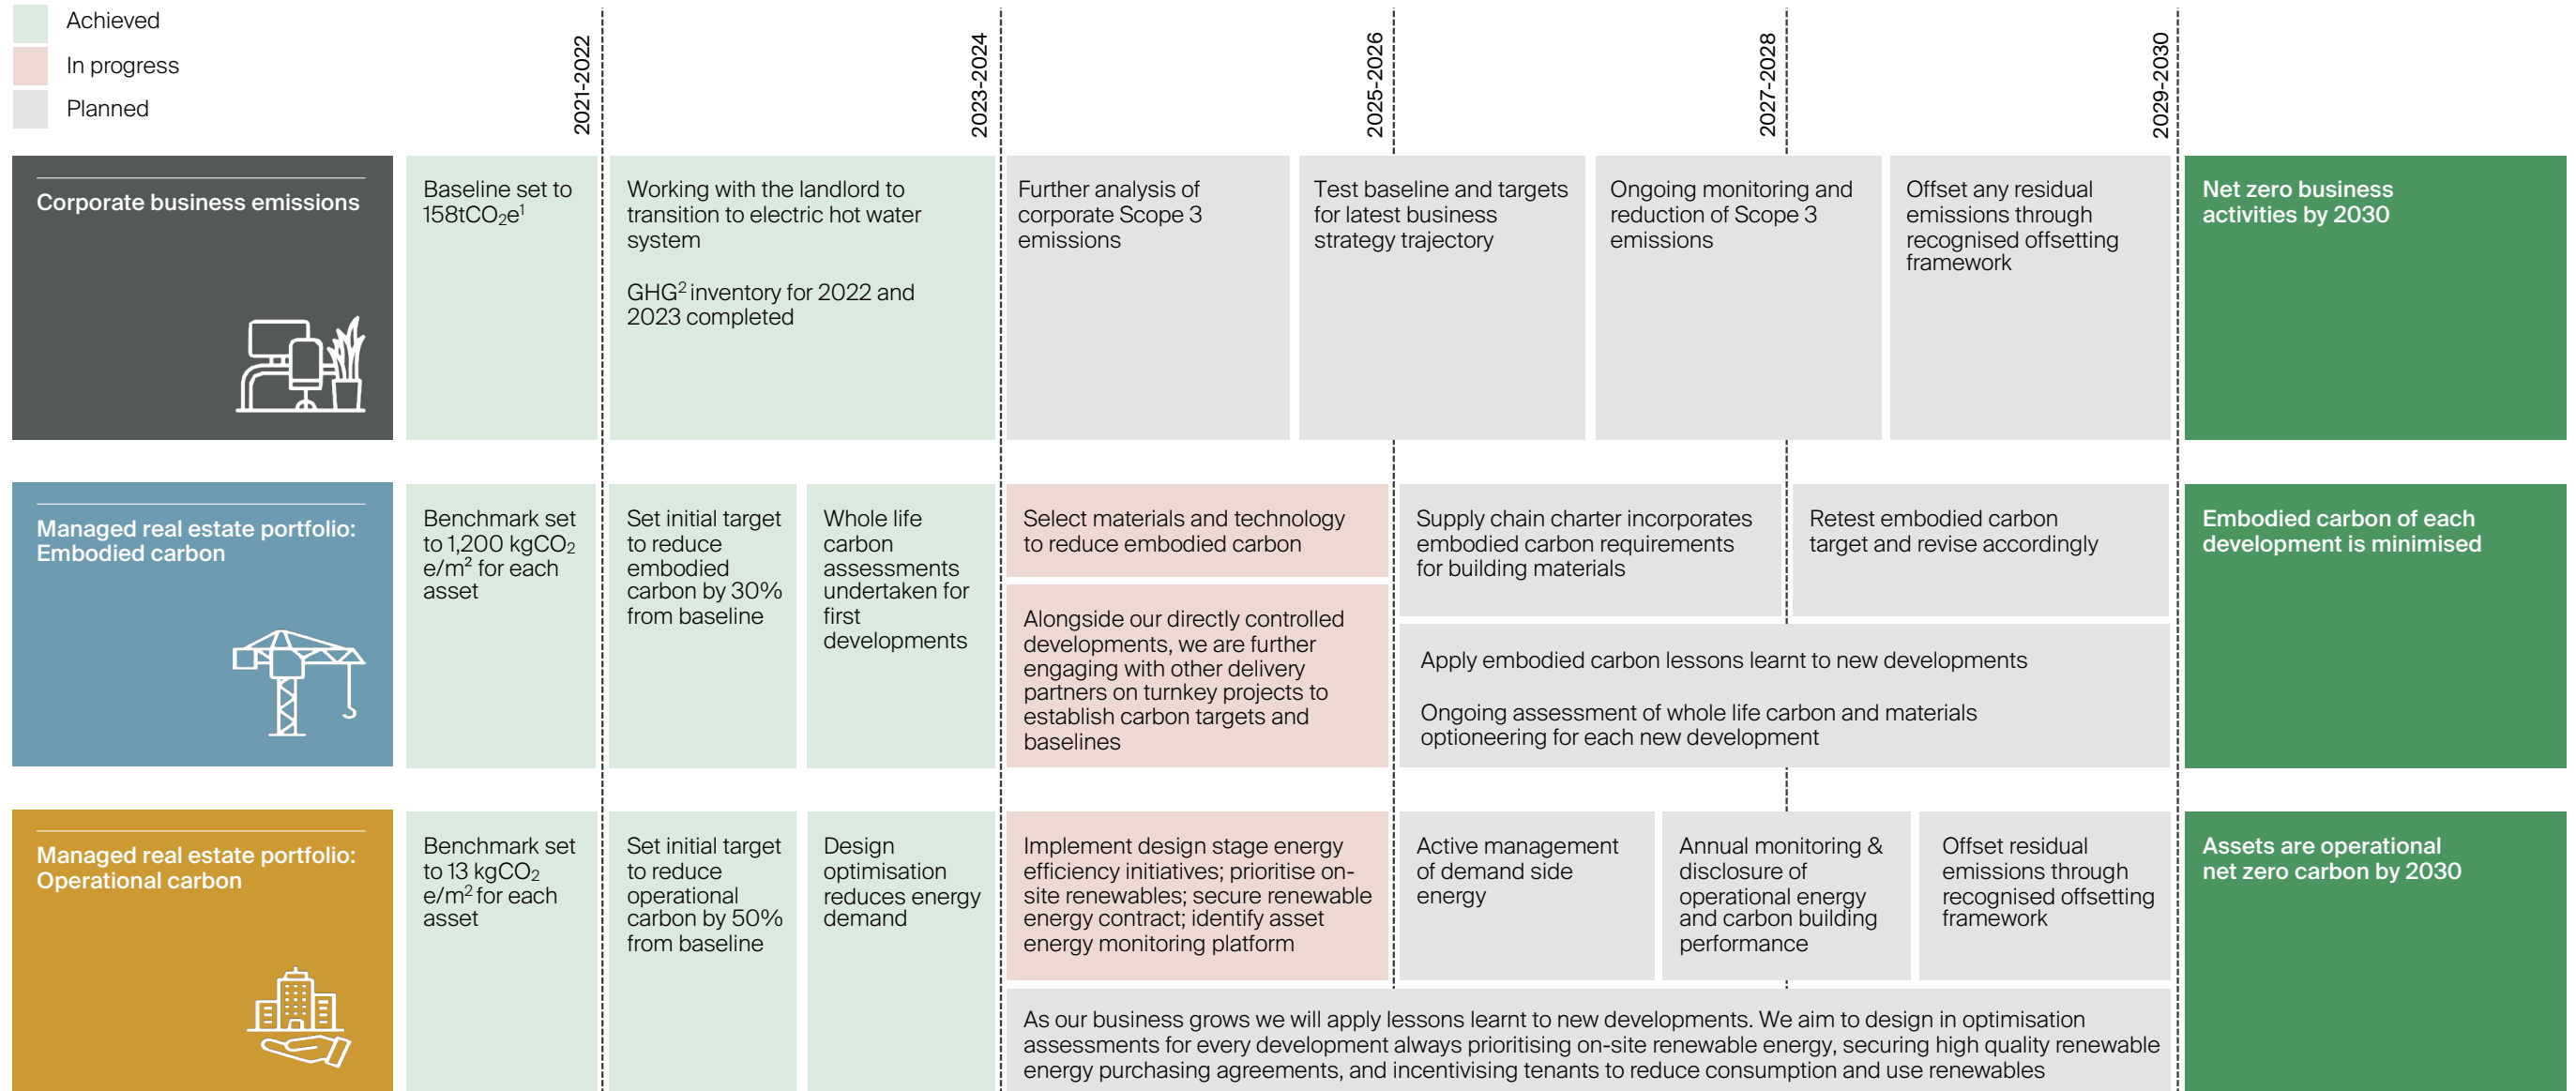 Achieved
In progress
Planned
2021-2022
2023-2024
2025-2026
2027-2028
2029-2030
Corporate business emissions
Baseline set to
158tCO₂e¹
Working with the landlord to
transition to electric hot water
system
GHG² inventory for 2022 and
2023 completed
Further analysis of
corporate Scope 3
emissions
Test baseline and targets
for latest business
strategy trajectory
Ongoing monitoring and
reduction of Scope 3
emissions
Offset any residual
emissions through
recognised offsetting
framework
Net zero business
activities by 2030
Managed real estate portfolio:
Embodied carbon
Benchmark set
to 1,200 kgCO₂
e/m² for each
asset
Set initial target
to reduce
embodied
carbon by 30%
from baseline
Whole life
carbon
assessments
undertaken for
first
developments
Select materials and technology
to reduce embodied carbon
Alongside our directly controlled
developments, we are further
engaging with other delivery
partners on turnkey projects to
establish carbon targets and
baselines
Supply chain charter incorporates
embodied carbon requirements
for building materials
Retest embodied carbon
target and revise accordingly
Apply embodied carbon lessons learnt to new developments
Ongoing assessment of whole life carbon and materials
optioneering for each new development
Embodied carbon of each
development is minimised
Managed real estate portfolio:
Operational carbon
Benchmark set
to 13 kgCO₂
e/m² for each
asset
Set initial target
to reduce
operational
carbon by 50%
from baseline
Design
optimisation
reduces energy
demand
Implement design stage energy
efficiency initiatives; prioritise on-
site renewables; secure renewable
energy contract; identify asset
energy monitoring platform
Active management
of demand side
energy
Annual monitoring &
disclosure of
operational energy
and carbon building
performance
Offset residual
emissions through
recognised offsetting
framework
As our business grows we will apply lessons learnt to new developments. We aim to design in optimisation
assessments for every development always prioritising on-site renewable energy, securing high quality renewable
energy purchasing agreements, and incentivising tenants to reduce consumption and use renewables
Assets are operational
net zero carbon by 2030